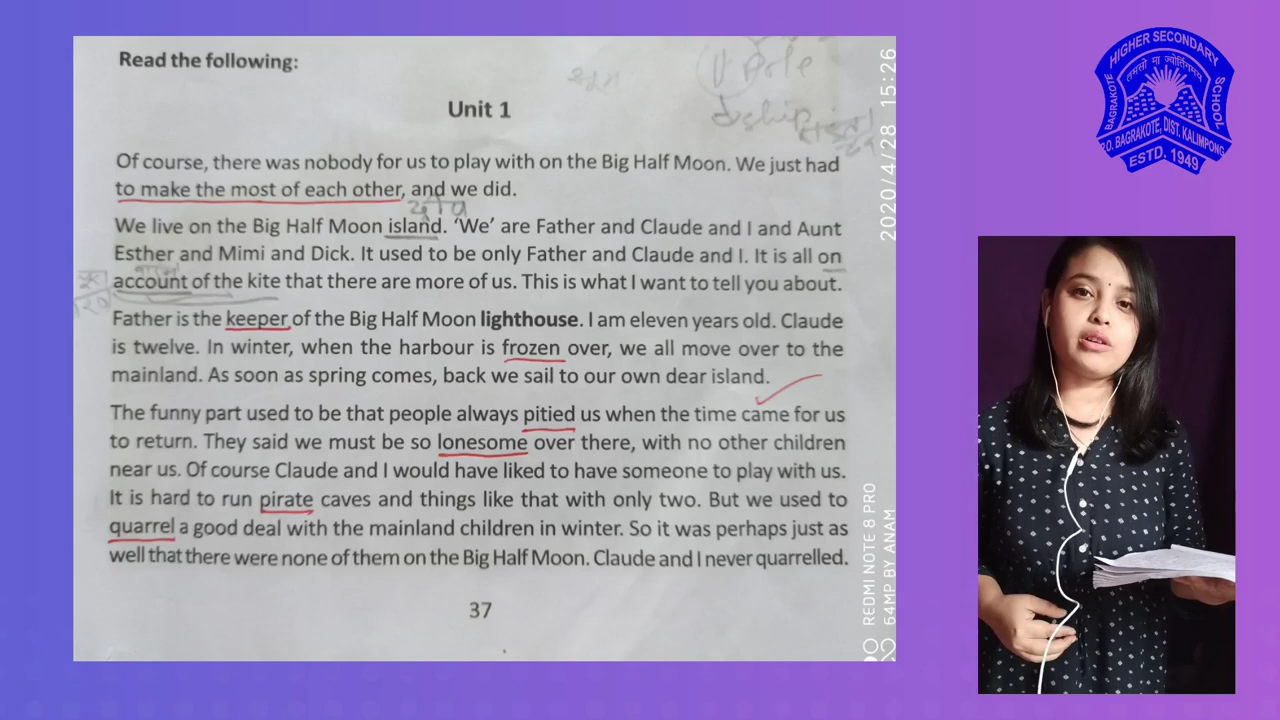 Read the following:
Unit 1
Of course, there was nobody for us to play with on the Big Half Moon. We just had
to make the most of each other, and we did.
We live on the Big Half Moon island. ‘We’ are Father and Claude and I and Aunt
Esther and Mimi and Dick. It used to be only Father and Claude and I. It is all on
account of the kite that there are more of us. This is what I want to tell you about.
Father is the keeper of the Big Half Moon lighthouse. I am eleven years old. Claude
is twelve. In winter, when the harbour is frozen over, we all move over to the
mainland. As soon as spring comes, back we sail to our own dear island.
The funny part used to be that people always pitied us when the time came for us
to return. They said we must be so lonesome over there, with no other children
near us. Of course Claude and I would have liked to have someone to play with us.
It is hard to run pirate caves and things like that with only two. But we used to
quarrel a good deal with the mainland children in winter. So it was perhaps just as
well that there were none of them on the Big Half Moon. Claude and I never quarrelled.
37
2020/4/28 15:26
REDMI NOTE 8 PRO
64MP BY ANAM
BAGRAKOTE HIGHER SECONDARY SCHOOL
तमसो मा ज्योतिर्गमय
P.O. BAGRAKOTE, DIST. KALIMPONG
ESTD. 1949